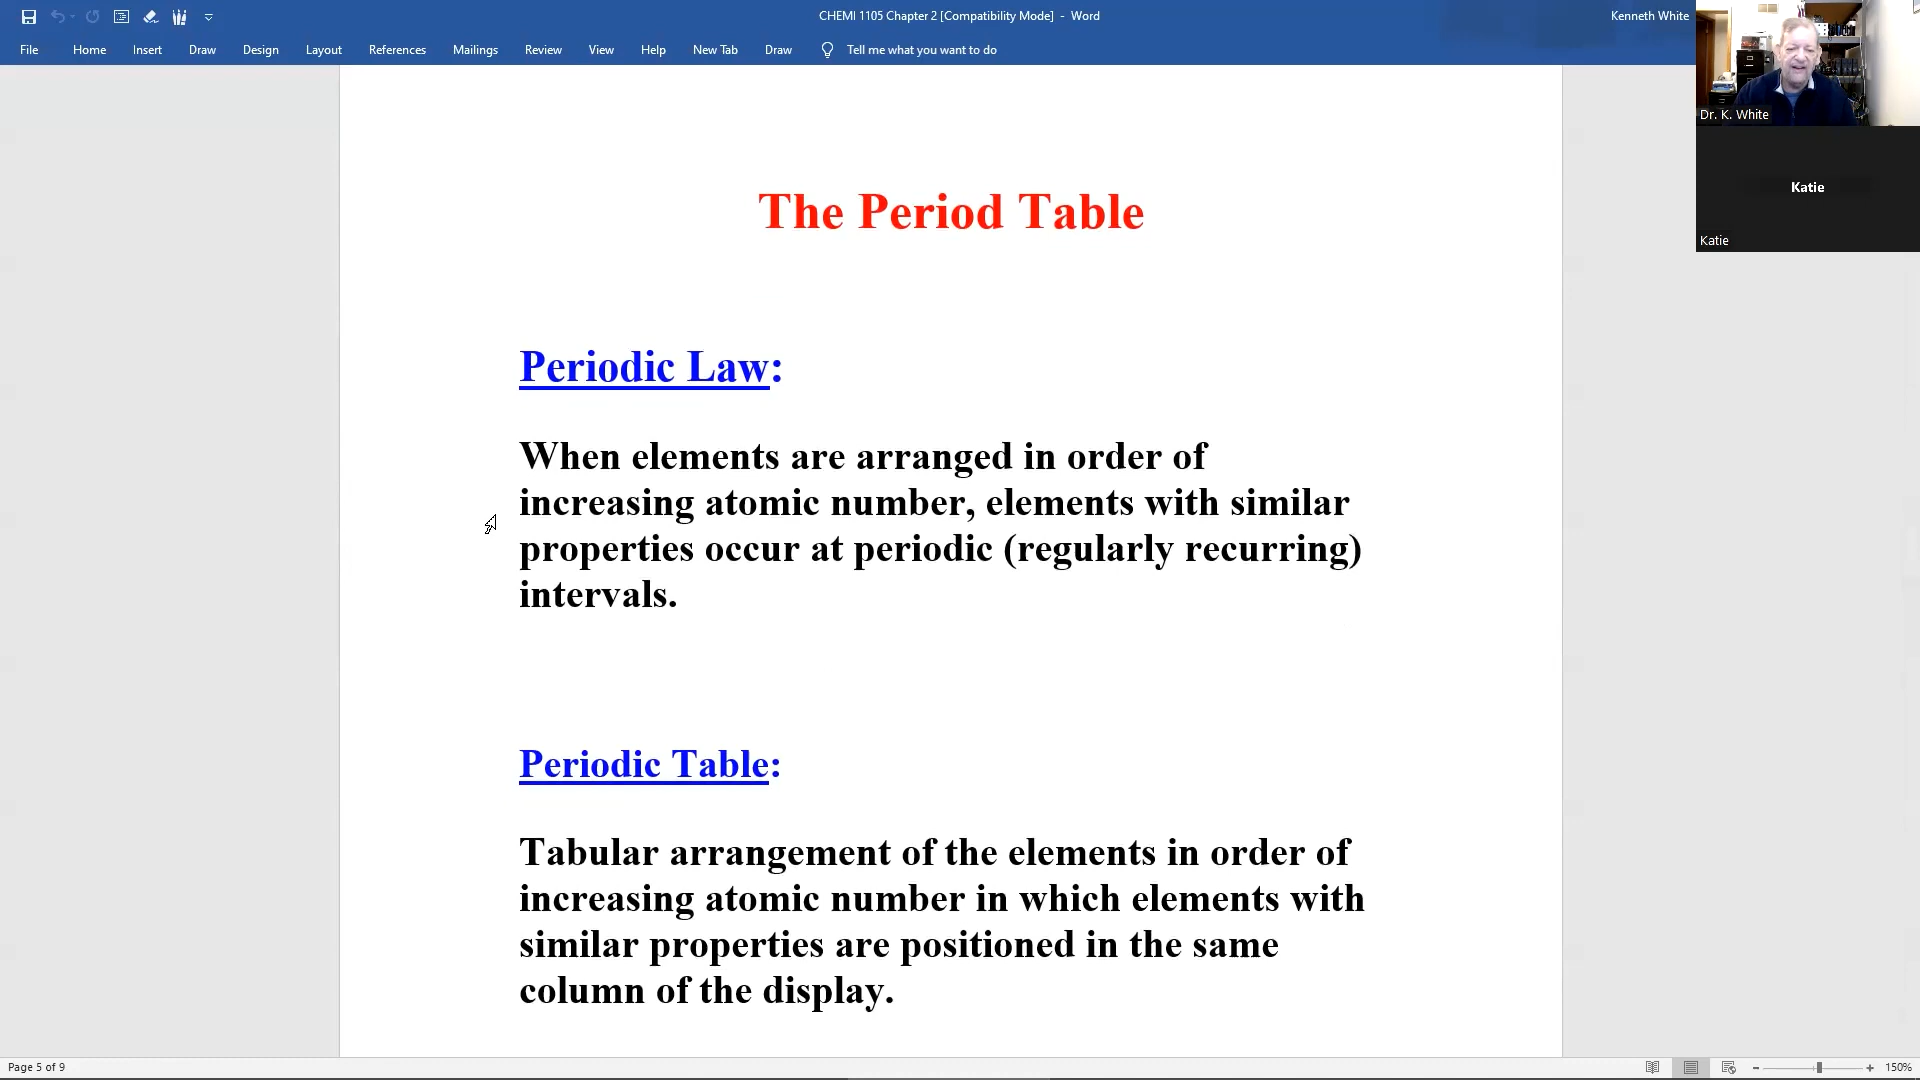 CHEMI 1105 Chapter 2 [Compatibility Mode] - Word
Kenneth White
File Home Insert Draw Design Layout References Mailings Review View Help New Tab Draw Tell me what you want to do
Dr. K. White
Katie
Katie
The Period Table
Periodic Law:
When elements are arranged in order of
increasing atomic number, elements with similar
properties occur at periodic (regularly recurring)
intervals.
Periodic Table:
Tabular arrangement of the elements in order of
increasing atomic number in which elements with
similar properties are positioned in the same
column of the display.
Page 5 of 9
150%